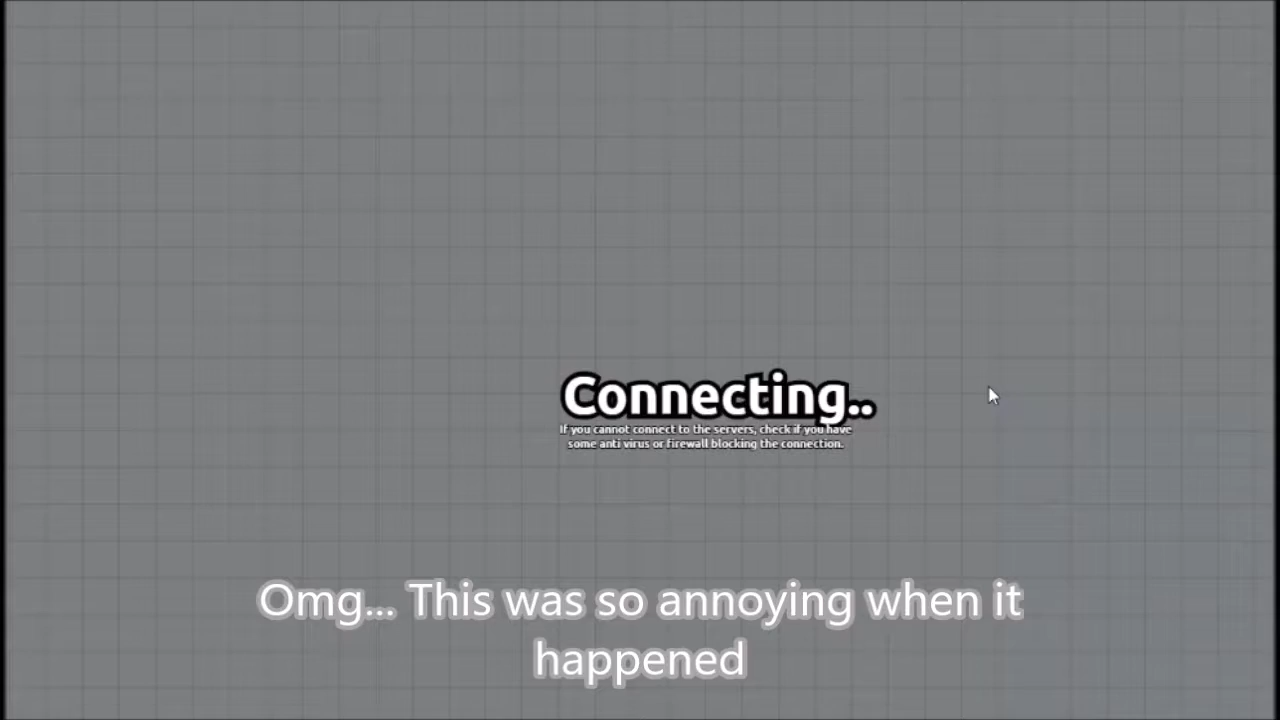 Connecting..
If you cannot connect to the servers, check if you have
some anti virus or firewall blocking the connection.
Omg... This was so annoying when it
happened